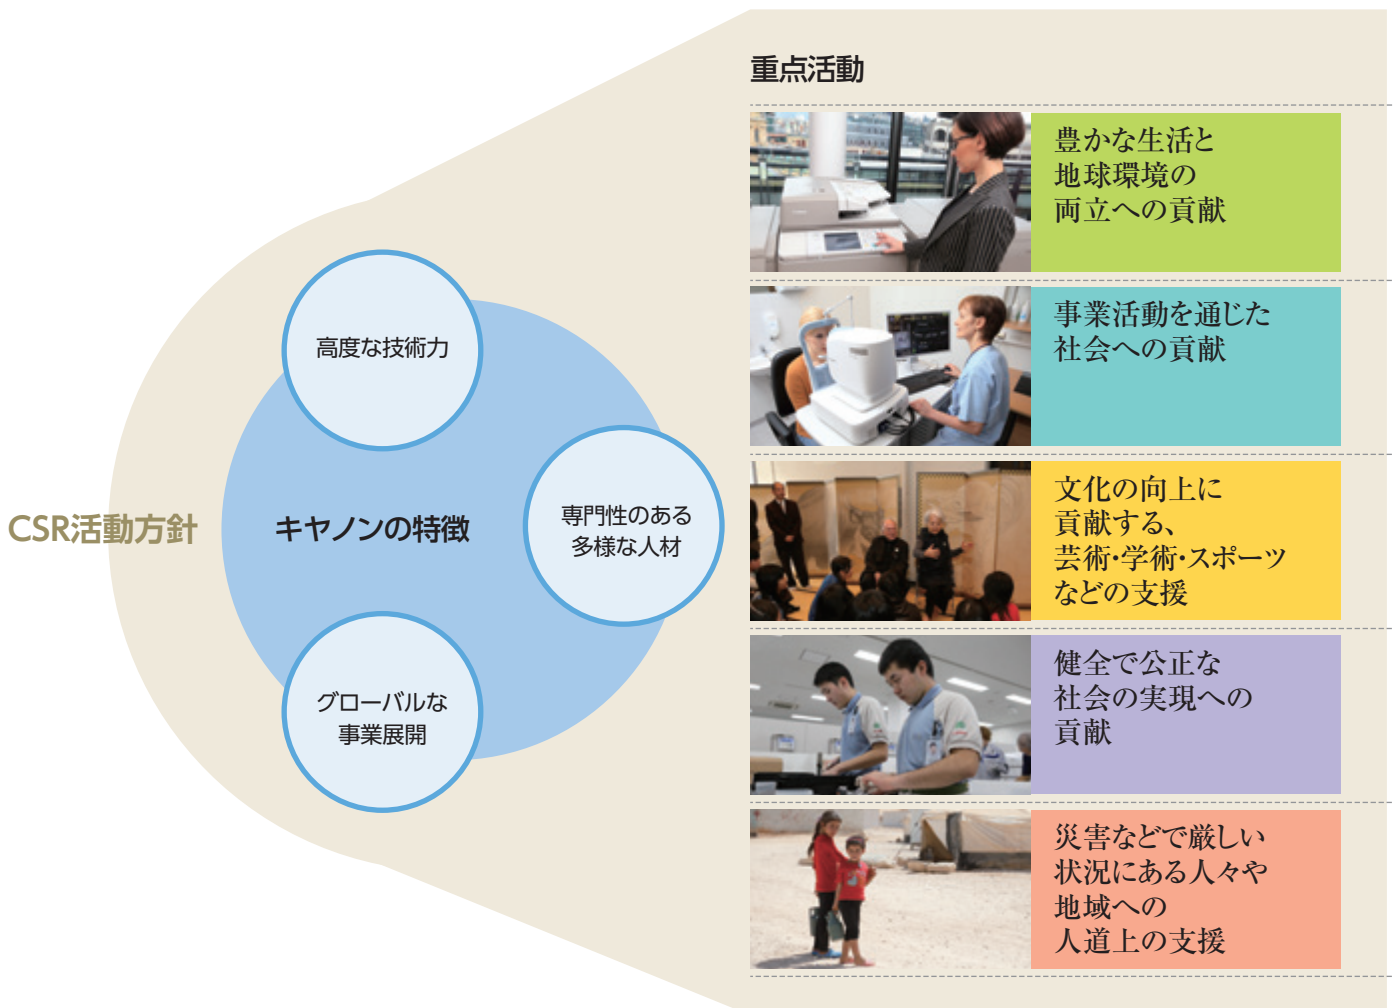 重点活動
豊かな生活と
地球環境の
両立への貢献
事業活動を通じた
社会への貢献
文化の向上に
貢献する、
芸術・学術・スポーツ
などの支援
健全で公正な
社会の実現への
貢献
災害などで厳しい
状況にある人々や
地域への
人道上の支援
CSR活動方針
キヤノンの特徴
高度な技術力
専門性のある
多様な人材
グローバルな
事業展開